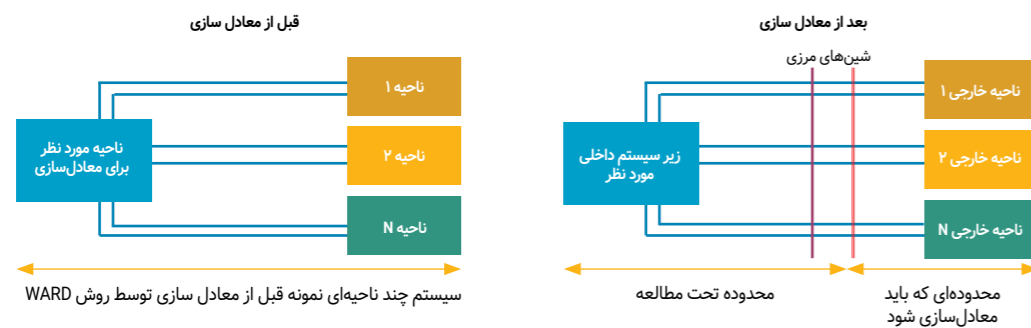 قبل از معادل سازی
ناحیه ۱
ناحیه مورد نظر
برای معادل‌سازی
ناحیه ۲
ناحیه N
سیستم چند ناحیه‌ای نمونه قبل از معادل سازی توسط روش WARD
بعد از معادل سازی
شین‌های مرزی
ناحیه خارجی ۱
زیر سیستم داخلی
مورد نظر
ناحیه خارجی ۲
ناحیه خارجی N
محدوده تحت مطالعه
محدوده‌ای که باید
معادل‌سازی شود